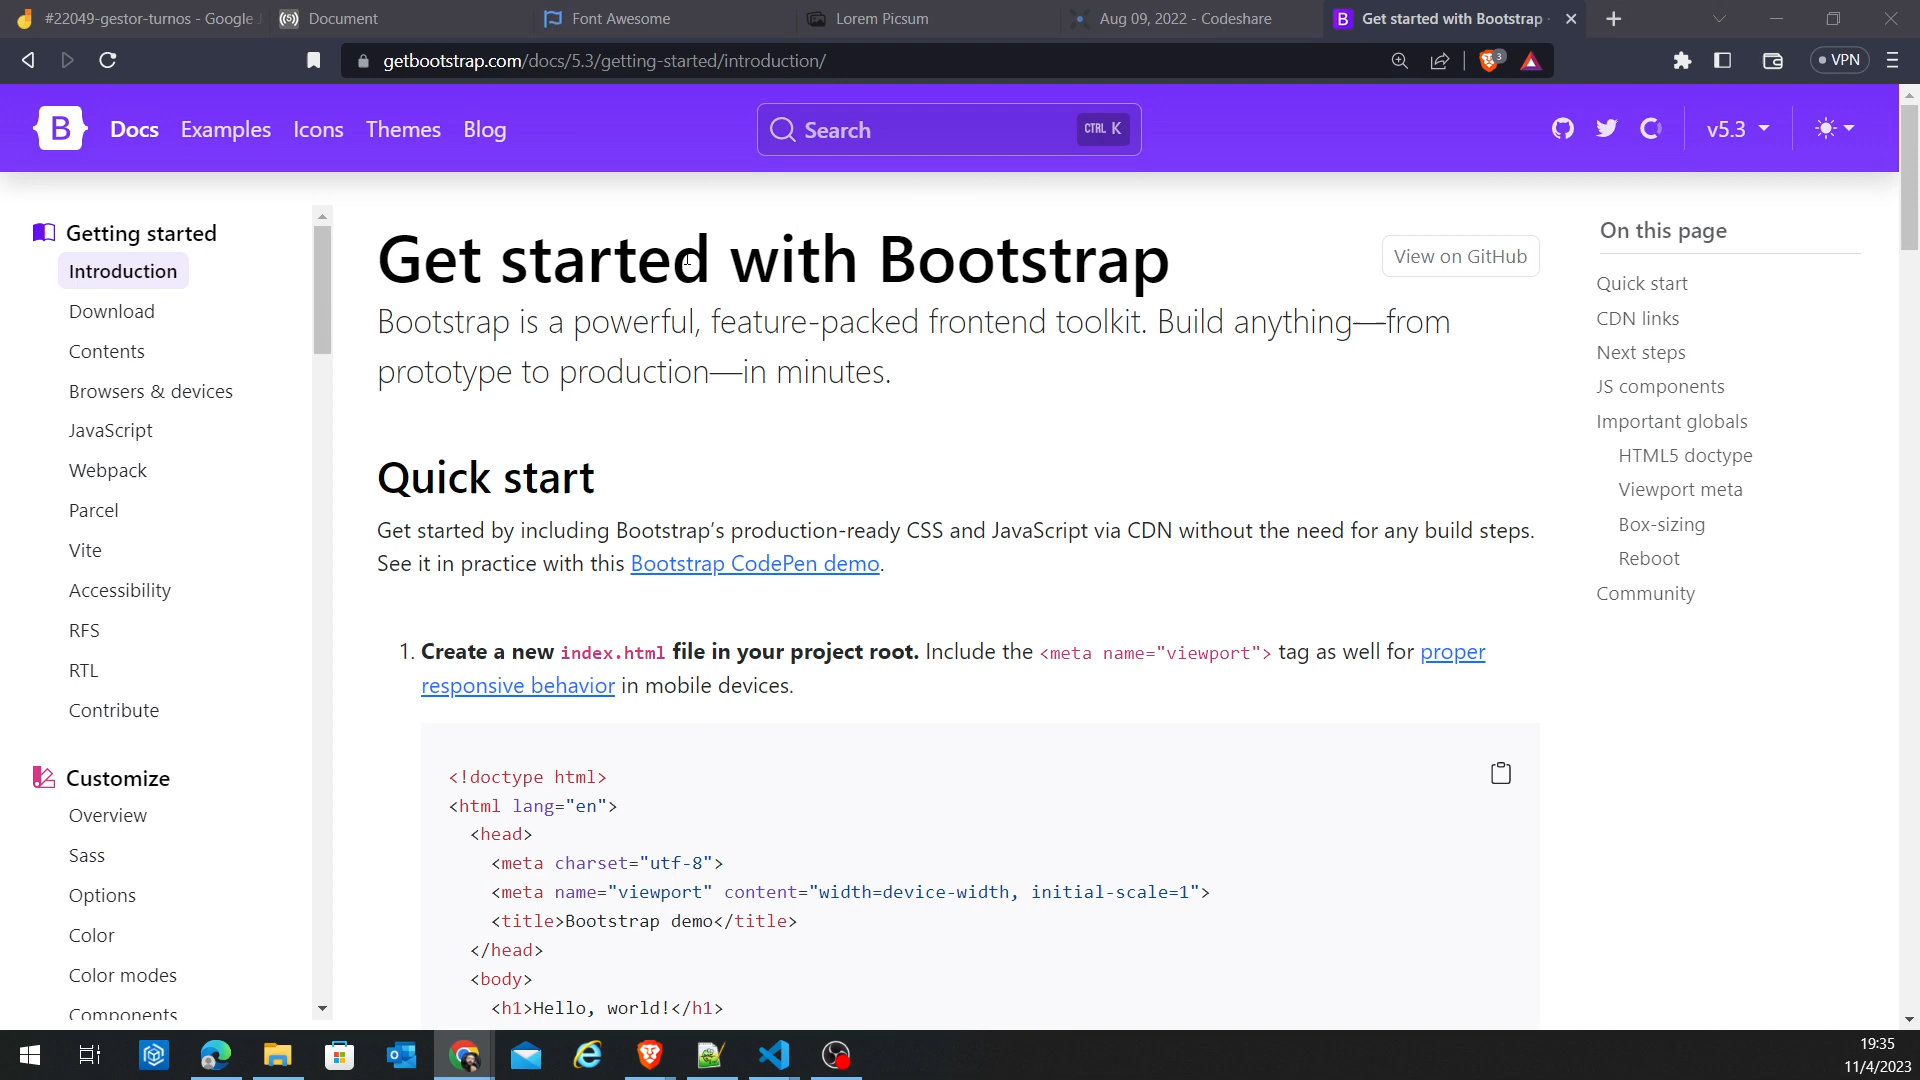 #22049-gestor-turnos - Google
Document
Font Awesome
Lorem Picsum
Aug 09, 2022 - Codeshare
Get started with Bootstrap
getbootstrap.com/docs/5.3/getting-started/introduction/
3
VPN
B
Docs
Examples
Icons
Themes
Blog
Search
CTRL K
v5.3
Getting started
Introduction
Download
Contents
Browsers & devices
JavaScript
Webpack
Parcel
Vite
Accessibility
RFS
RTL
Contribute
Customize
Overview
Sass
Options
Color
Color modes
Components
Get started with Bootstrap
View on GitHub
Bootstrap is a powerful, feature-packed frontend toolkit. Build anything—from
prototype to production—in minutes.
Quick start
Get started by including Bootstrap’s production-ready CSS and JavaScript via CDN without the need for any build steps.
See it in practice with this Bootstrap CodePen demo.
1. Create a new index.html file in your project root. Include the <meta name="viewport"> tag as well for proper
responsive behavior in mobile devices.
<!doctype html>
<html lang="en">
<head>
<meta charset="utf-8">
<meta name="viewport" content="width=device-width, initial-scale=1">
<title>Bootstrap demo</title>
</head>
<body>
<h1>Hello, world!</h1>
On this page
Quick start
CDN links
Next steps
JS components
Important globals
HTML5 doctype
Viewport meta
Box-sizing
Reboot
Community
19:35
11/4/2023